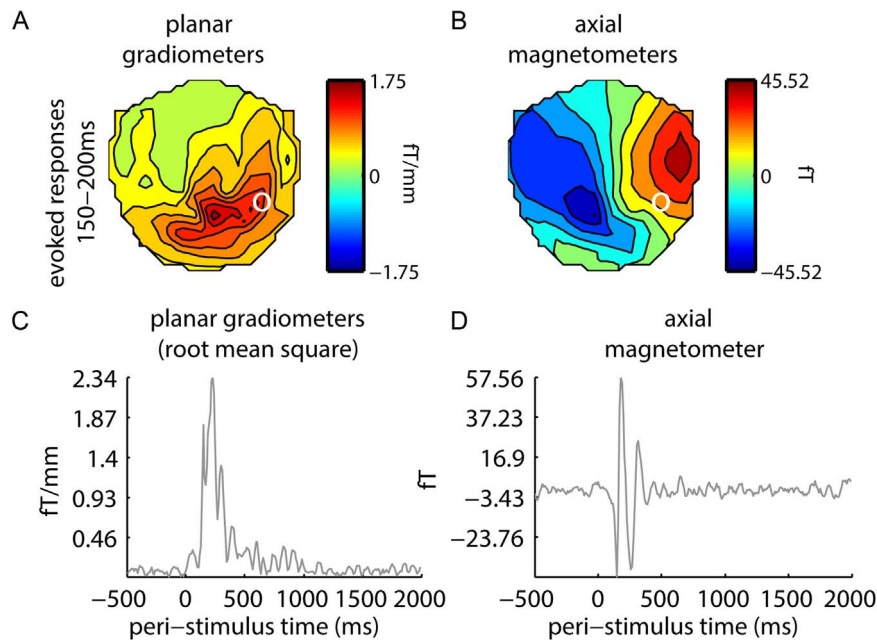 A
planar
gradiometers
evoked responses
150−200ms
1.75
0
−1.75
fT/mm
B
axial
magnetometers
45.52
0
−45.52
fT
C
planar gradiometers
(root mean square)
fT/mm
2.34
1.87
1.4
0.93
0.46
−500 0 500 1000 1500 2000
peri−stimulus time (ms)
D
axial
magnetometer
fT
57.56
37.23
16.9
−3.43
−23.76
−500 0 500 1000 1500 2000
peri−stimulus time (ms)